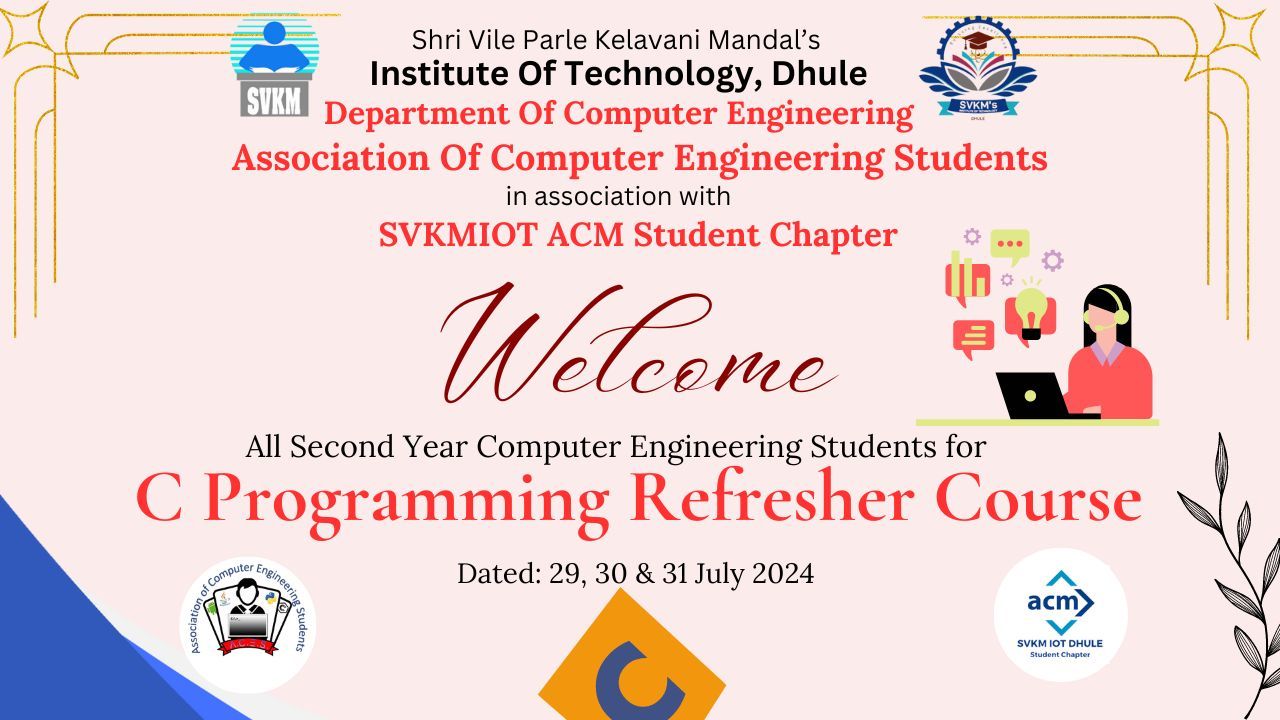 Shri Vile Parle Kelavani Mandal’s
Institute Of Technology, Dhule
Department Of Computer Engineering
Association Of Computer Engineering Students
in association with
SVKMIOT ACM Student Chapter
SVKM
SVKM's
DHULE
Welcome
All Second Year Computer Engineering Students for
C Programming Refresher Course
Dated: 29, 30 & 31 July 2024
Association of Computer Engineering Students
A.C.E.S
acm
SVKM IOT DHULE
Student Chapter
C